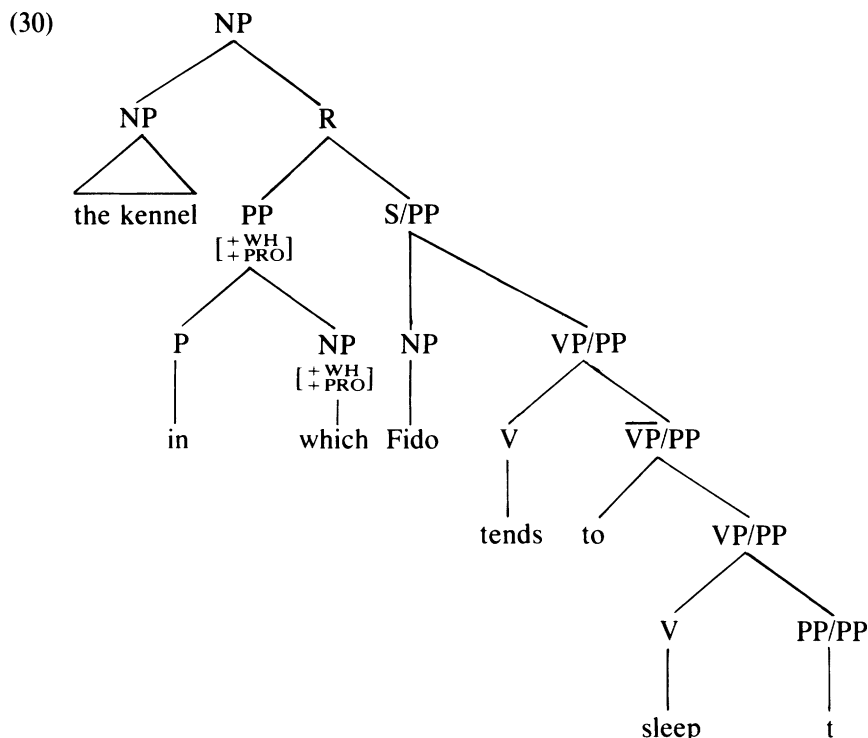 (30) NP
NP R
the kennel PP S/PP
[+ WH
+ PRO]
P NP NP VP/PP
[+ WH
+ PRO]
in which Fido V V̅P̅/PP
tends to VP/PP
V PP/PP
sleep t